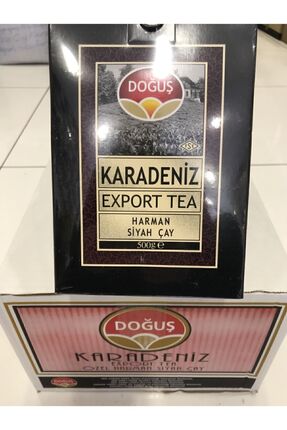 DOĞUŞ
KARADENİZ
EXPORT TEA
HARMAN
SİYAH ÇAY
500g e
DOĞUŞ
KARADENİZ
EXPORT TEA
ÖZEL HARMAN SİYAH ÇAY
DOĞUŞ